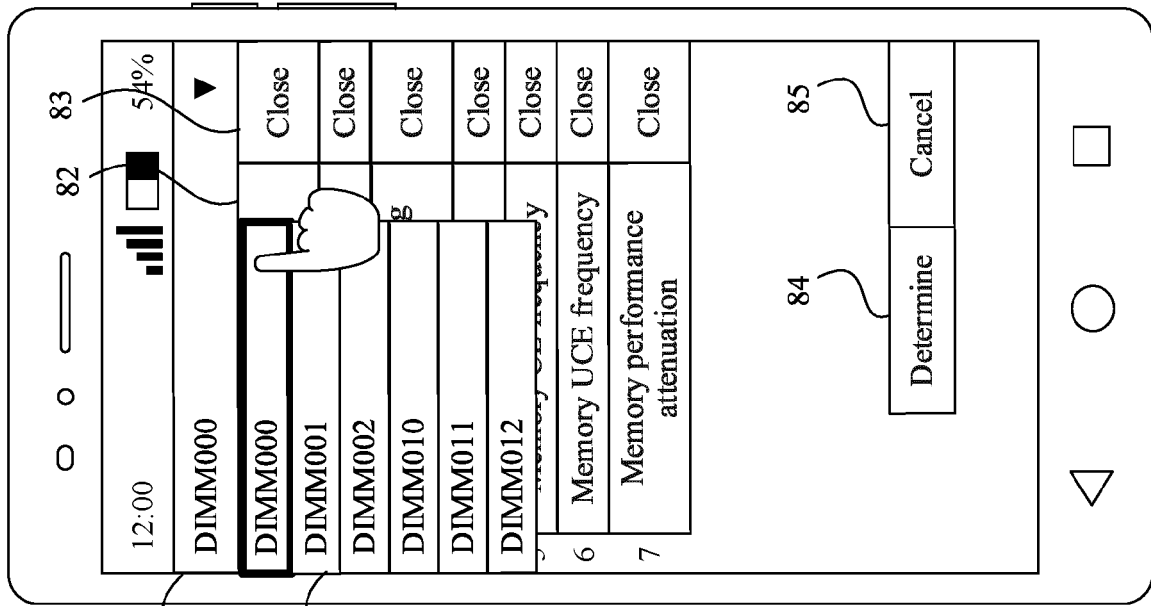 12:00 54%
DIMM000 ▼
DIMM000
DIMM001
DIMM002
DIMM010
DIMM011
DIMM012
g
Close
Close
Close
Close
Close
Close
Close
6 Memory UCE frequency
7 Memory performance
attenuation
Determine Cancel
82
83
84
85